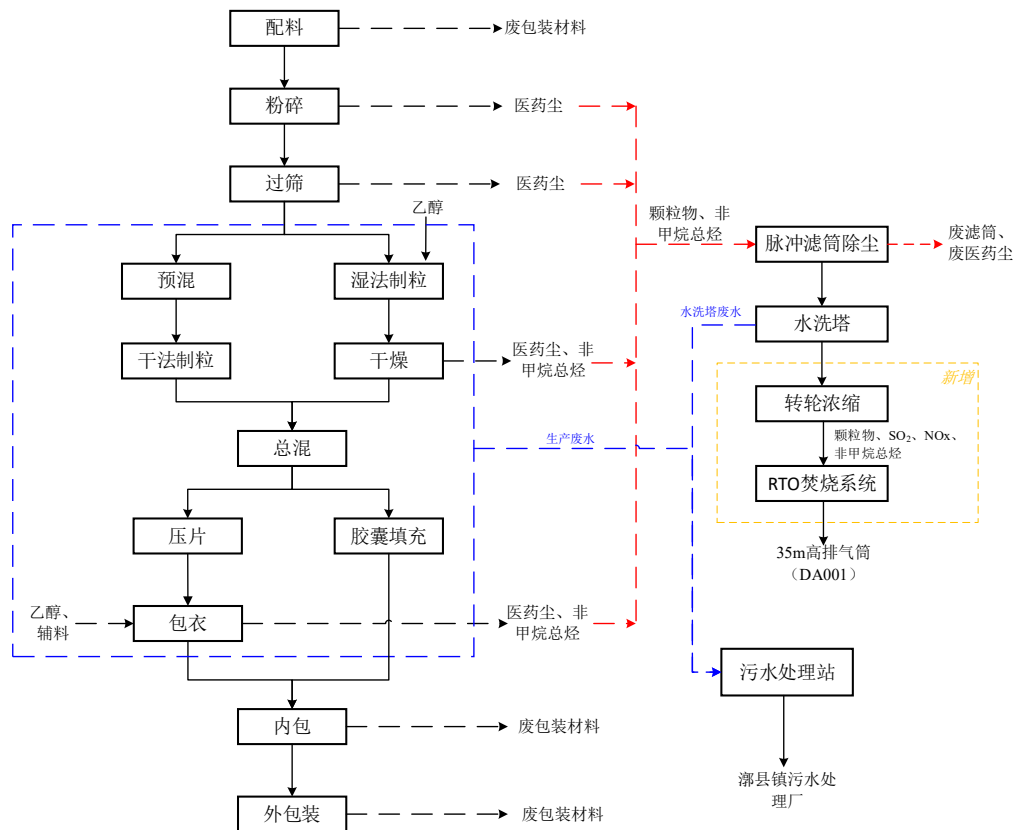 配料
废包装材料
粉碎
医药尘
过筛
医药尘
乙醇
颗粒物、非
甲烷总烃
脉冲滤筒除尘
废滤筒、
废医药尘
预混
湿法制粒
水洗塔废水
水洗塔
干法制粒
干燥
医药尘、非
甲烷总烃
新增
转轮浓缩
总混
生产废水
颗粒物、SO₂、NOx、
非甲烷总烃
RTO焚烧系统
压片
胶囊填充
35m高排气筒
（DA001）
乙醇、
辅料
包衣
医药尘、非
甲烷总烃
污水处理站
内包
废包装材料
漷县镇污水处
理厂
外包装
废包装材料